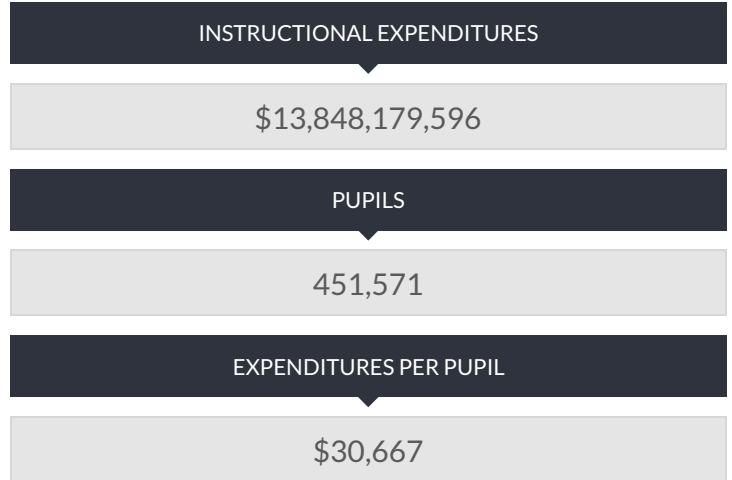 INSTRUCTIONAL EXPENDITURES
$13,848,179,596
PUPILS
451,571
EXPENDITURES PER PUPIL
$30,667